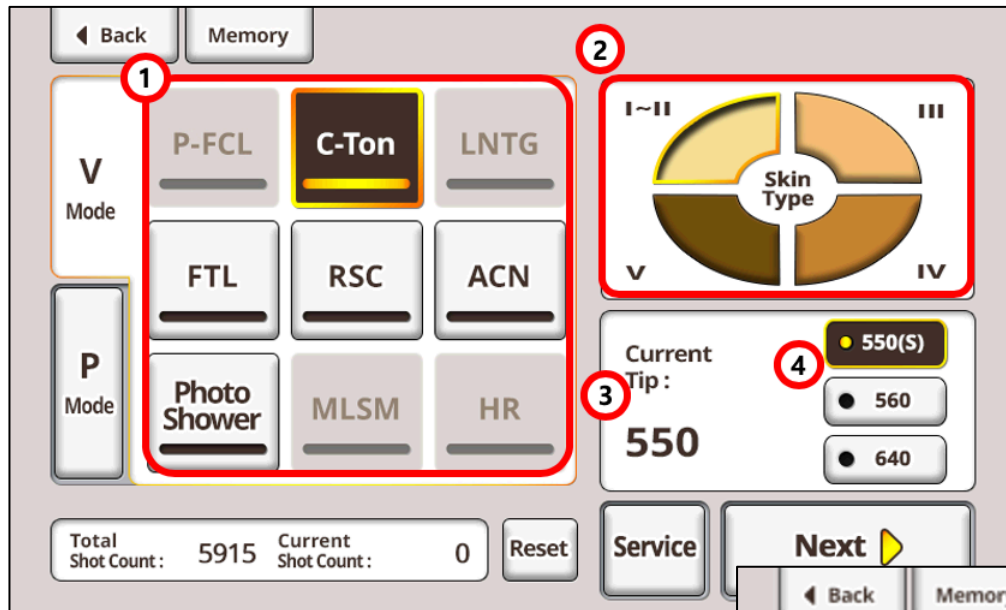 Back
Memory
1
2
V
Mode
P-FCL
C-Ton
LNTG
FTL
RSC
ACN
P
Mode
Photo
Shower
MLSM
HR
I~II
III
Skin
Type
V
IV
Current
Tip :
3
550
4
550(S)
560
640
Total
Shot Count :
5915
Current
Shot Count :
0
Reset
Service
Next
Back